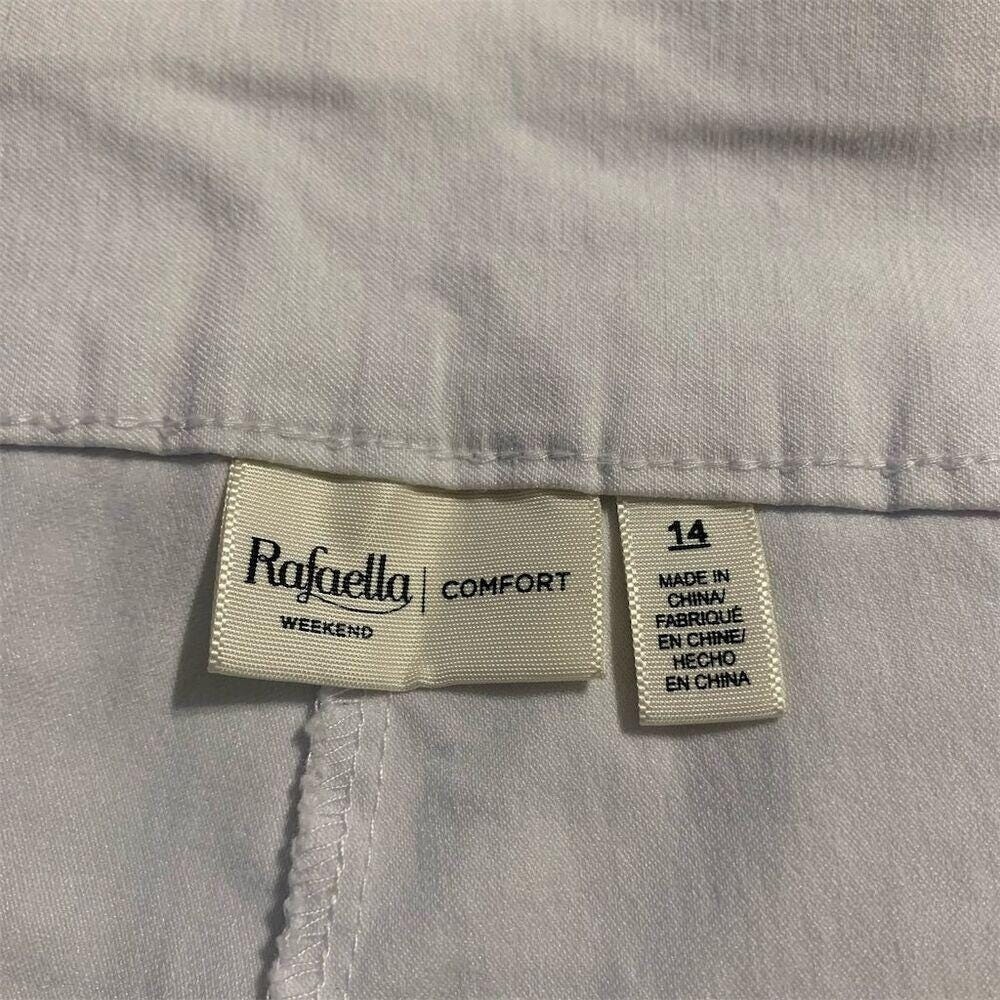 Rafaella | COMFORT
WEEKEND
14
MADE IN
CHINA/
FABRIQUÉ
EN CHINE/
HECHO
EN CHINA